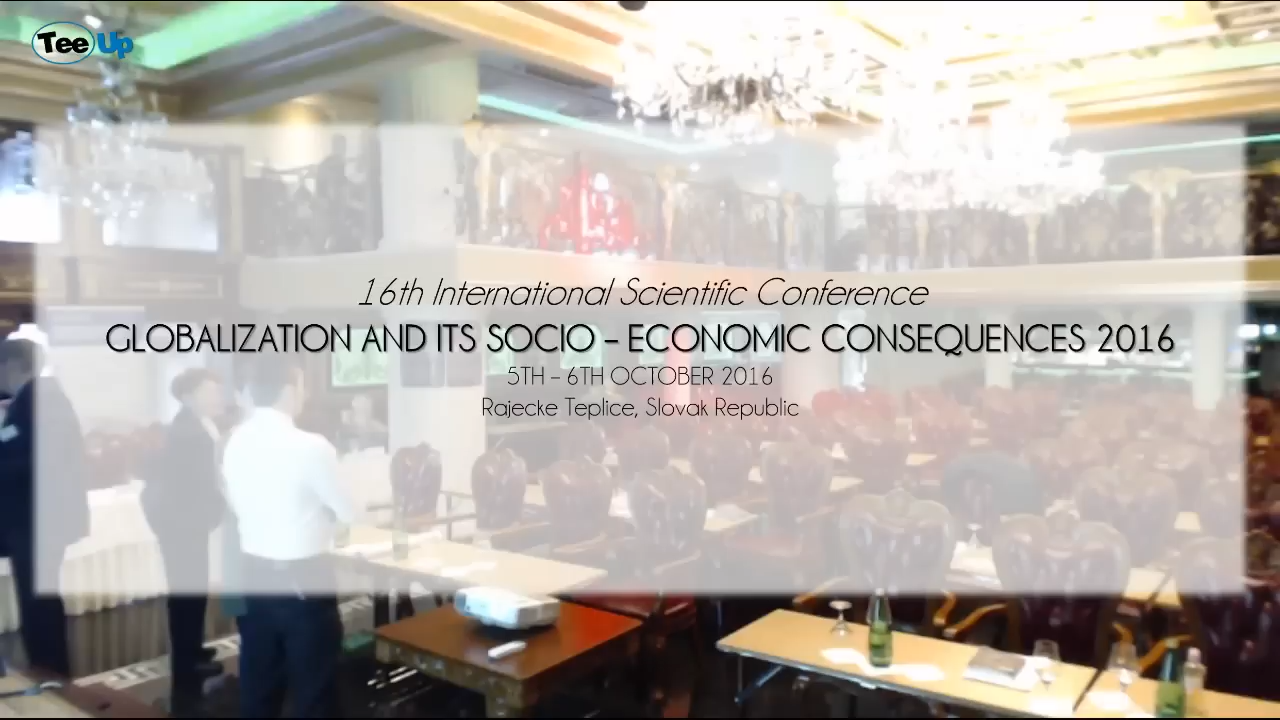 Tee Up
16th International Scientific Conference
GLOBALIZATION AND ITS SOCIO – ECONOMIC CONSEQUENCES 2016
5TH – 6TH OCTOBER 2016
Rajecke Teplice, Slovak Republic